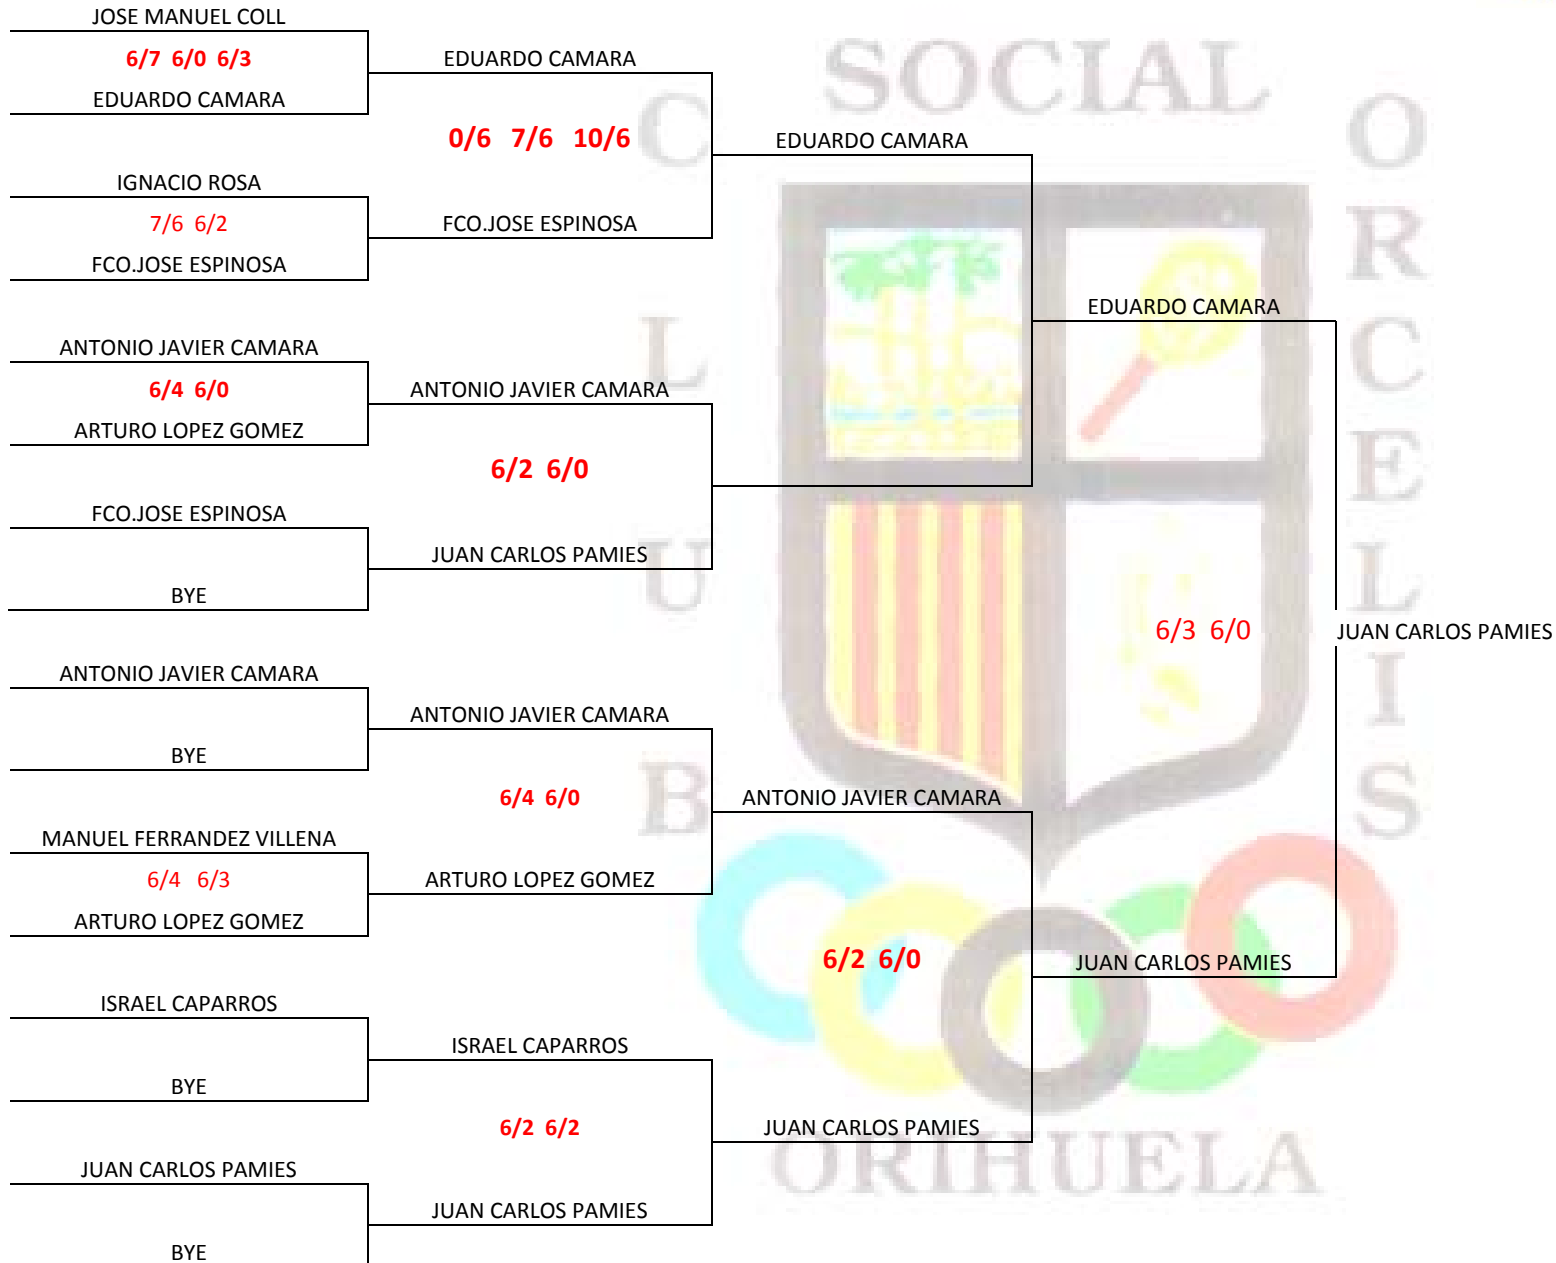 JOSE MANUEL COLL
6/7 6/0 6/3
EDUARDO CAMARA
IGNACIO ROSA
7/6 6/2
FCO.JOSE ESPINOSA
ANTONIO JAVIER CAMARA
6/4 6/0
ARTURO LOPEZ GOMEZ
FCO.JOSE ESPINOSA
BYE
ANTONIO JAVIER CAMARA
BYE
MANUEL FERRANDEZ VILLENA
6/4 6/3
ARTURO LOPEZ GOMEZ
ISRAEL CAPARROS
BYE
JUAN CARLOS PAMIES
BYE
EDUARDO CAMARA
0/6 7/6 10/6
FCO.JOSE ESPINOSA
ANTONIO JAVIER CAMARA
6/2 6/0
JUAN CARLOS PAMIES
ANTONIO JAVIER CAMARA
6/4 6/0
ARTURO LOPEZ GOMEZ
ISRAEL CAPARROS
6/2 6/2
JUAN CARLOS PAMIES
EDUARDO CAMARA
ANTONIO JAVIER CAMARA
6/2 6/0
JUAN CARLOS PAMIES
EDUARDO CAMARA
6/3 6/0
JUAN CARLOS PAMIES
JUAN CARLOS PAMIES
CLUB
SOCIAL
ORCELIS
ORIHUELA